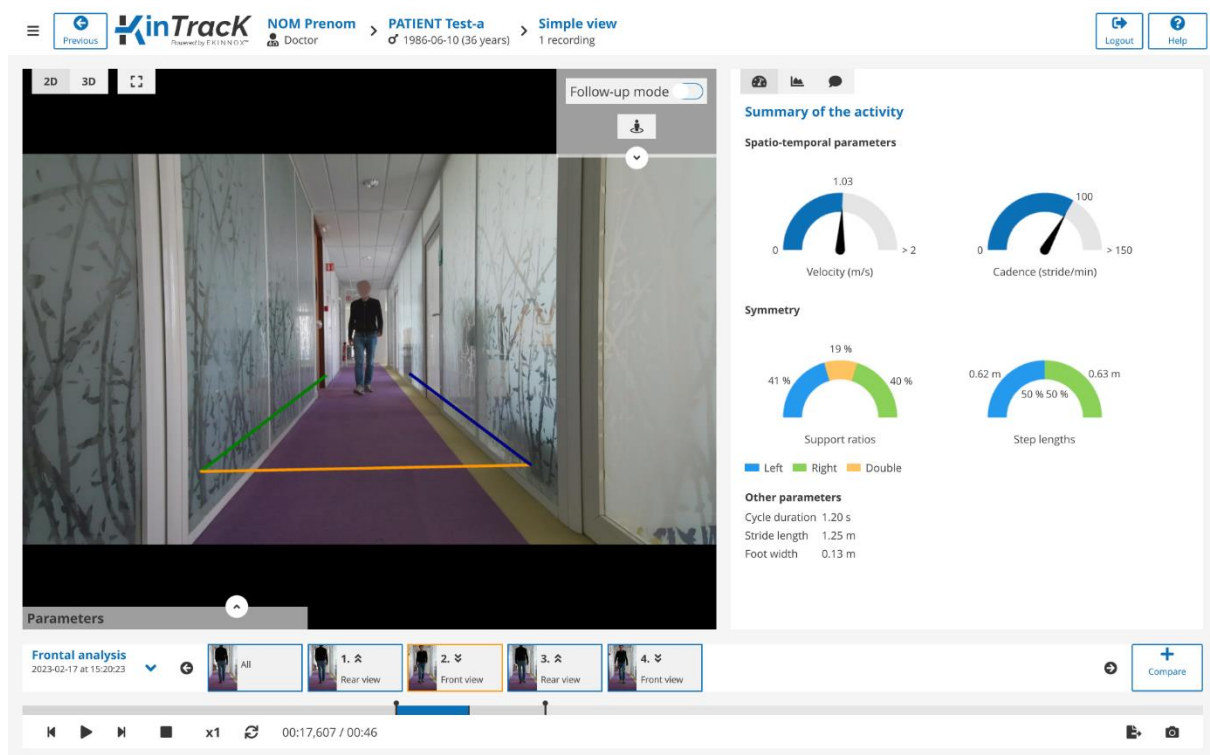 Previous
KinTracK
Powered by EKINNOX™
NOM Prenom
Doctor
PATIENT Test-a
1986-06-10 (36 years)
Simple view
1 recording
Logout
Help
2D 3D
Follow-up mode
Summary of the activity
Spatio-temporal parameters
1.03
0
> 2
Velocity (m/s)
100
0
> 150
Cadence (stride/min)
Symmetry
19 %
41 %
40 %
Support ratios
0.62 m
0.63 m
50 % 50 %
Step lengths
Left Right Double
Other parameters
Cycle duration 1.20 s
Stride length 1.25 m
Foot width 0.13 m
Parameters
Frontal analysis
2023-02-17 at 15:20:23
All
1.
Rear view
2.
Front view
3.
Rear view
4.
Front view
Compare
x1
00:17,607 / 00:46